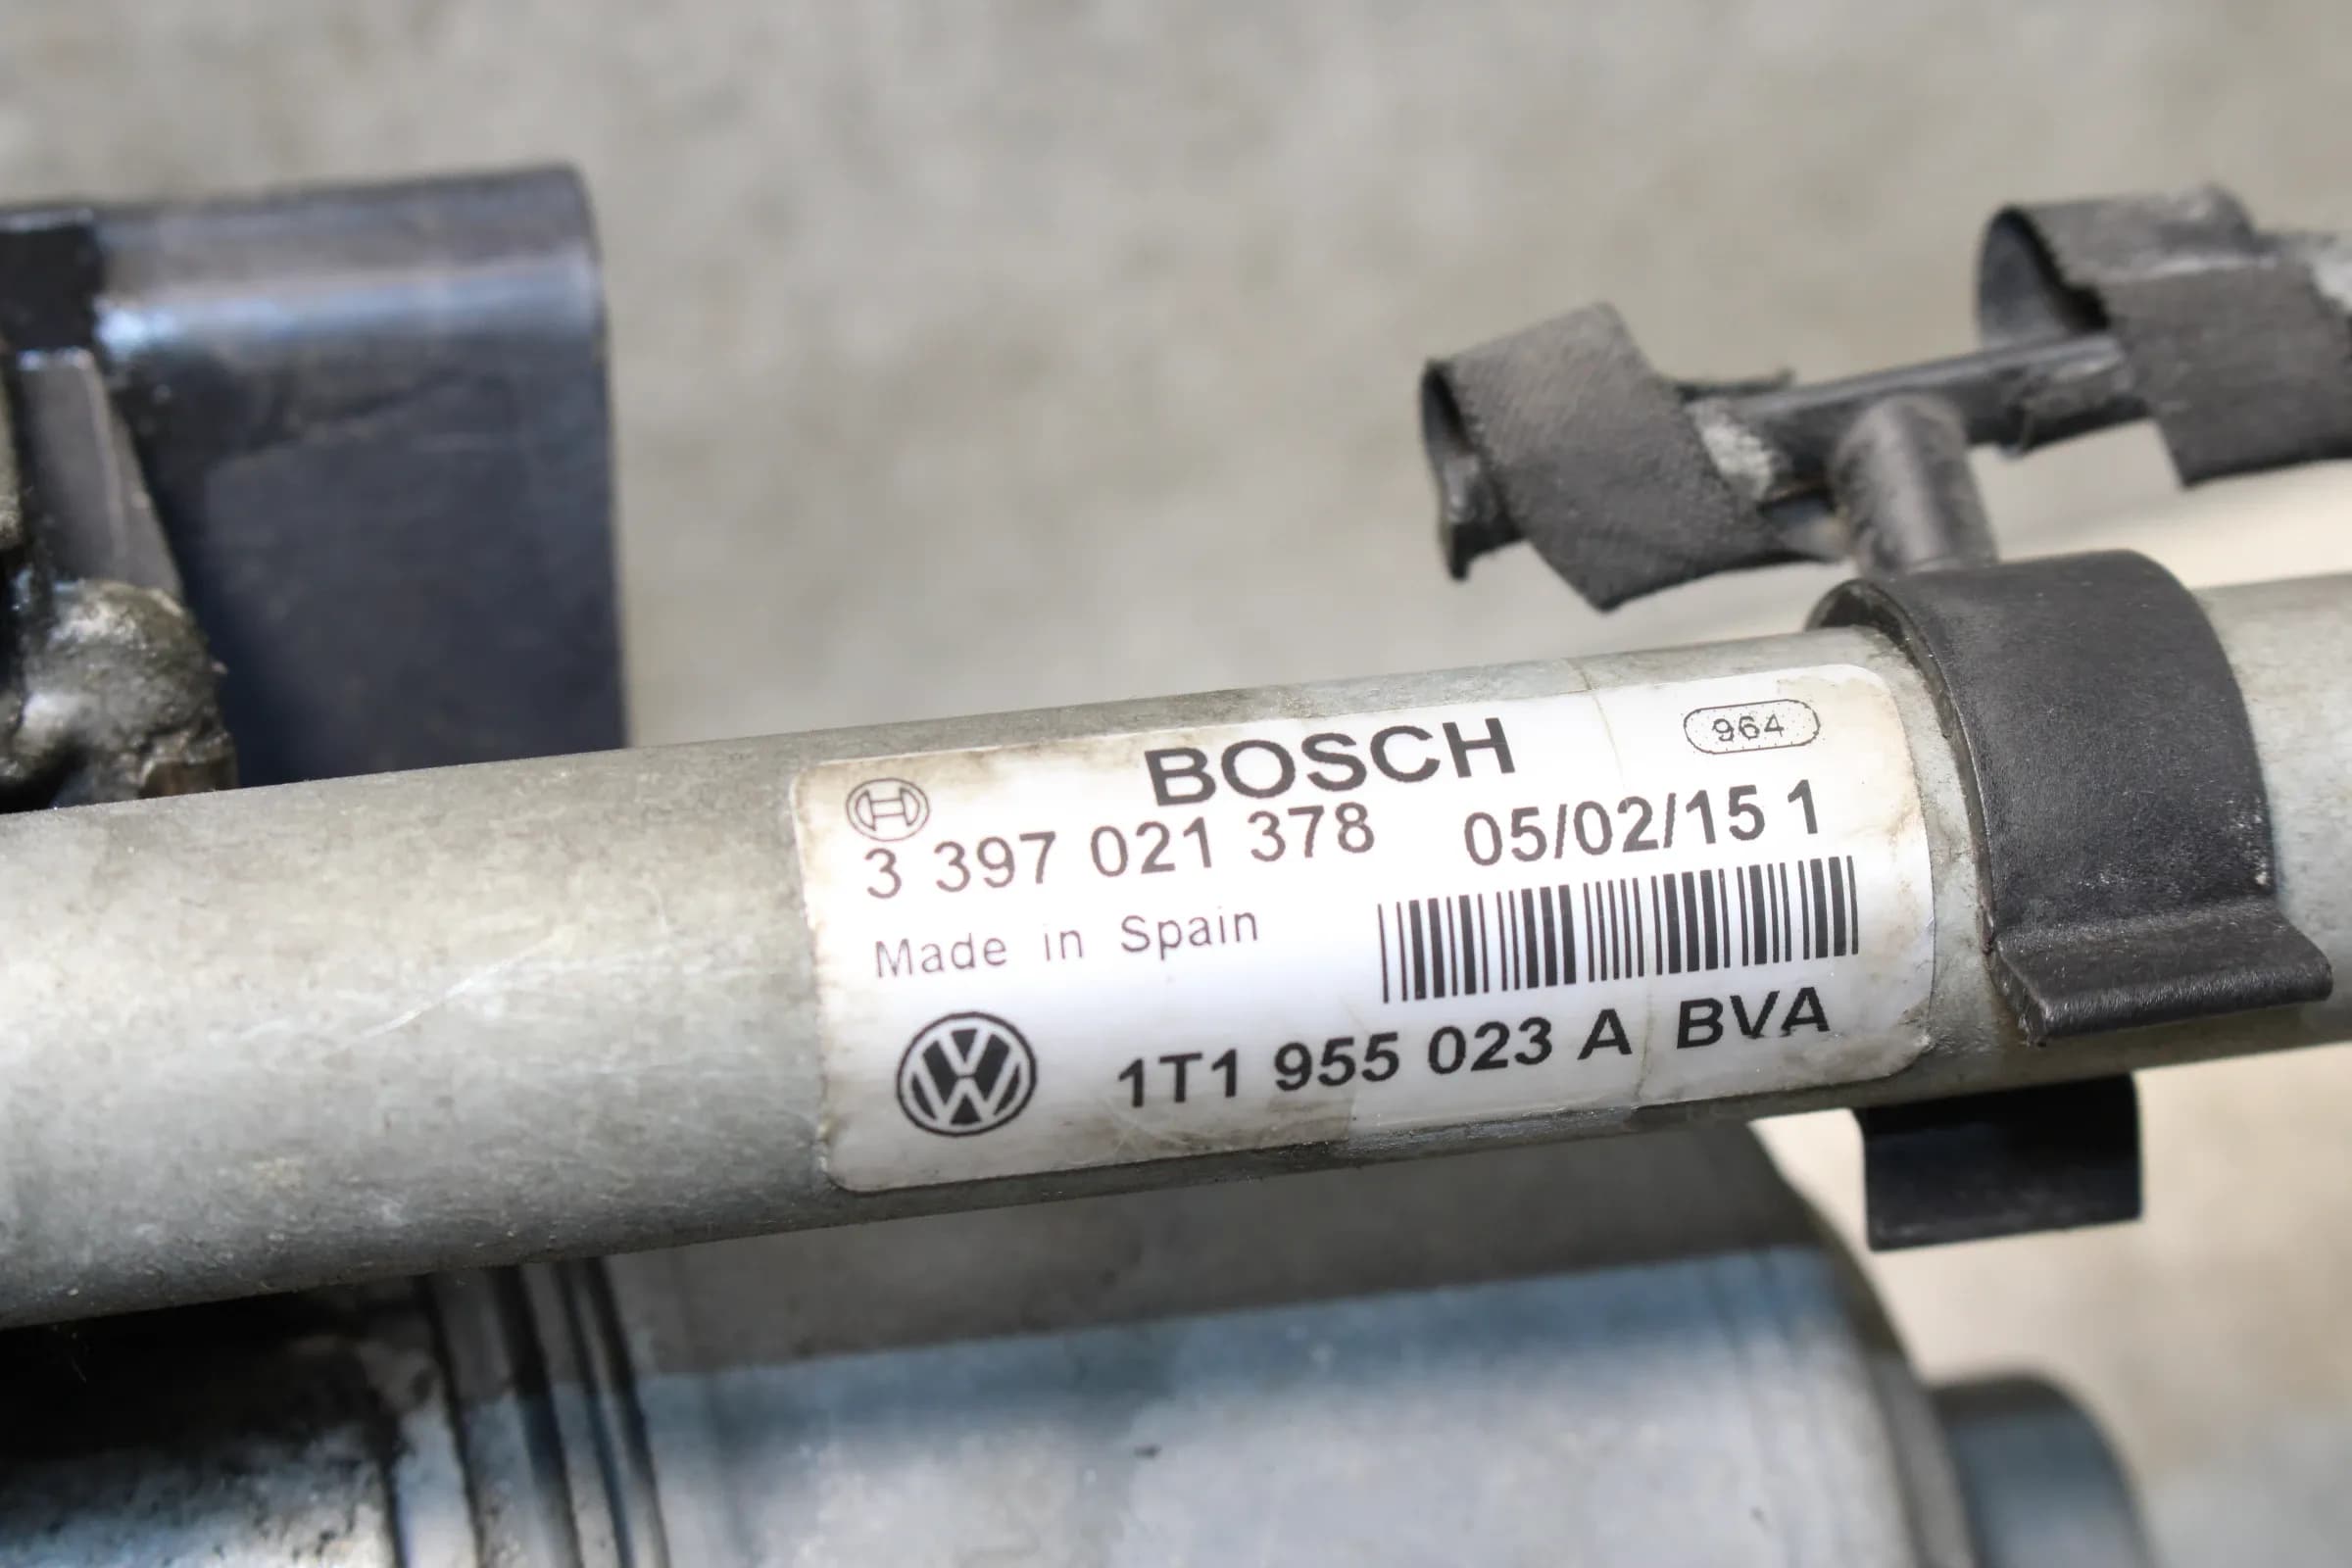 BOSCH 964
3 397 021 378 05/02/15 1
Made in Spain
1T1 955 023 A BVA